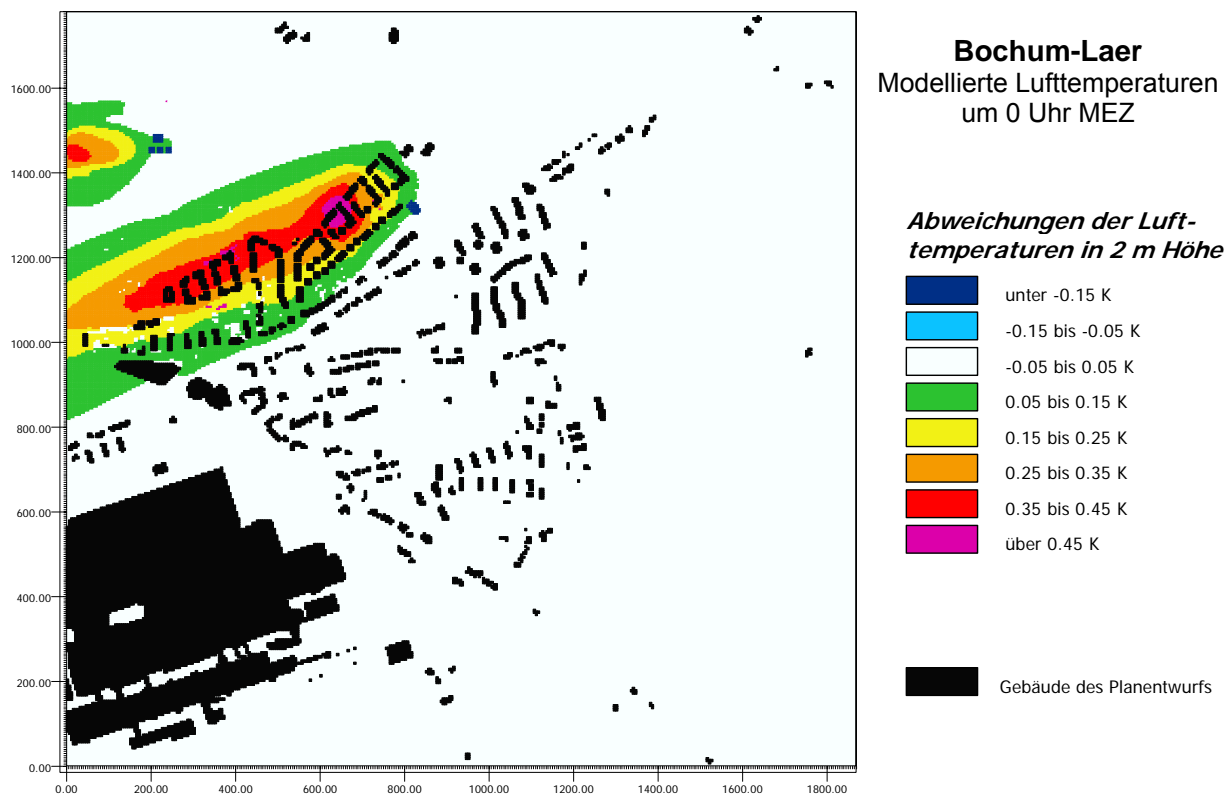 Bochum-Laer
Modellierte Lufttemperaturen
um 0 Uhr MEZ
Abweichungen der Luft-
temperaturen in 2 m Höhe
unter -0.15 K
-0.15 bis -0.05 K
-0.05 bis 0.05 K
0.05 bis 0.15 K
0.15 bis 0.25 K
0.25 bis 0.35 K
0.35 bis 0.45 K
über 0.45 K
Gebäude des Planentwurfs
1600.00
1400.00
1200.00
1000.00
800.00
600.00
400.00
200.00
0.00
0.00 200.00 400.00 600.00 800.00 1000.00 1200.00 1400.00 1600.00 1800.00